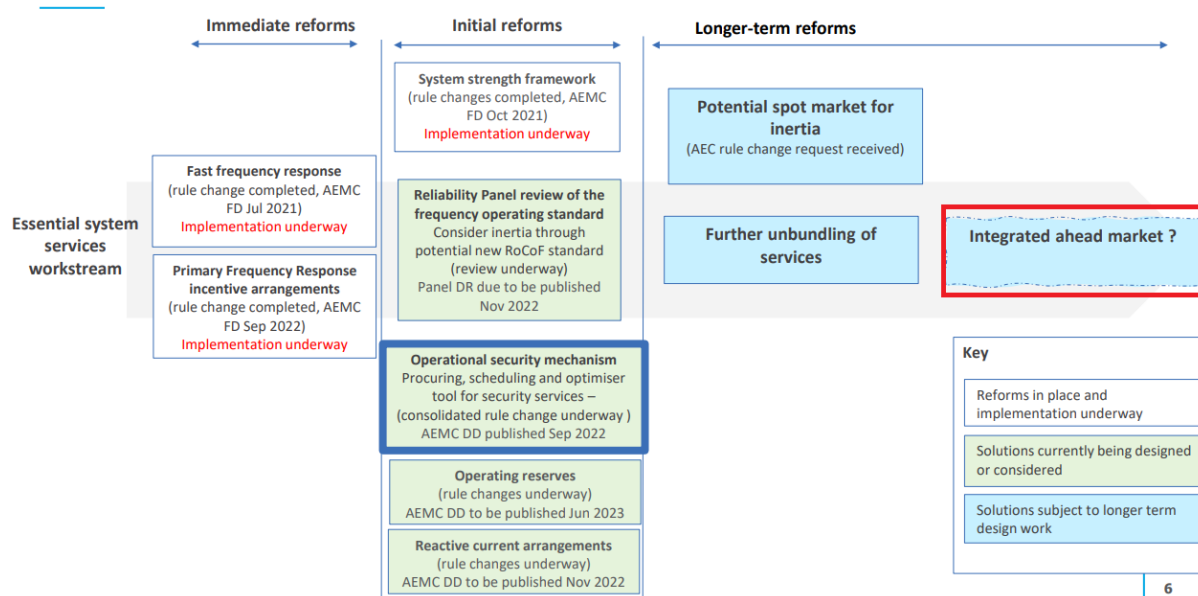 Immediate reforms
Initial reforms
Longer-term reforms
Essential system
services
workstream
Fast frequency response
(rule change completed, AEMC
FD Jul 2021)
Implementation underway
Primary Frequency Response
incentive arrangements
(rule change completed, AEMC
FD Sep 2022)
Implementation underway
System strength framework
(rule changes completed, AEMC
FD Oct 2021)
Implementation underway
Reliability Panel review of the
frequency operating standard
Consider inertia through
potential new RoCoF standard
(review underway)
Panel DR due to be published
Nov 2022
Operational security mechanism
Procuring, scheduling and optimiser
tool for security services –
(consolidated rule change underway )
AEMC DD published Sep 2022
Operating reserves
(rule changes underway)
AEMC DD to be published Jun 2023
Reactive current arrangements
(rule changes underway)
AEMC DD to be published Nov 2022
Potential spot market for
inertia
(AEC rule change request received)
Further unbundling of
services
Integrated ahead market ?
Key
Reforms in place and
implementation underway
Solutions currently being designed
or considered
Solutions subject to longer term
design work
6